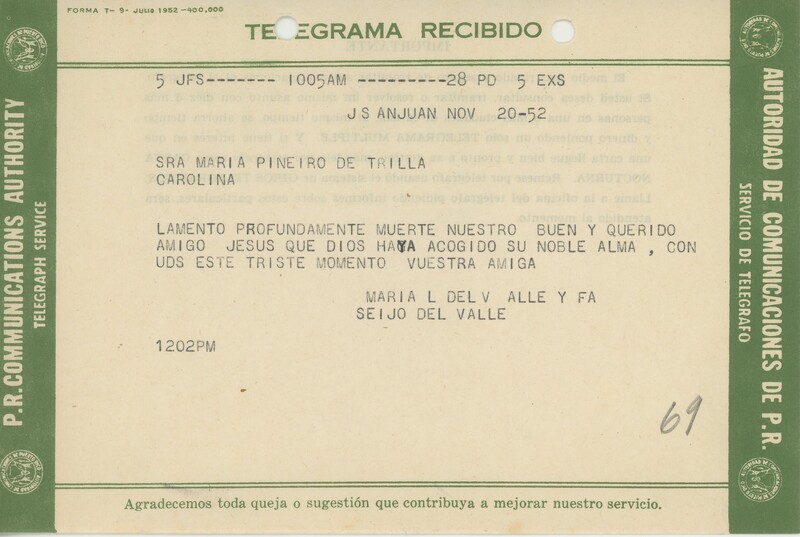 FORMA T- 9- Julio 1952-400,000
TELEGRAMA RECIBIDO
5 JFS------- 1005AM ---------28 PD 5 EXS
J S ANJUAN NOV 20-52
SRA MARIA PINEIRO DE TRILLA
CAROLINA
LAMENTO PROFUNDAMENTE MUERTE NUESTRO BUEN Y QUERIDO
AMIGO JESUS QUE DIOS HAYA ACOGIDO SU NOBLE ALMA , CON
UDS ESTE TRISTE MOMENTO VUESTRA AMIGA
MARIA L DELV ALLE Y FA
SEIJO DEL VALLE
1202PM
69
Agradecemos toda queja o sugestión que contribuya a mejorar nuestro servicio.
P.R. COMMUNICATIONS AUTHORITY
TELEGRAPH SERVICE
AUTORIDAD DE COMUNICACIONES DE P.R.
SERVICIO DE TELEGRAFO